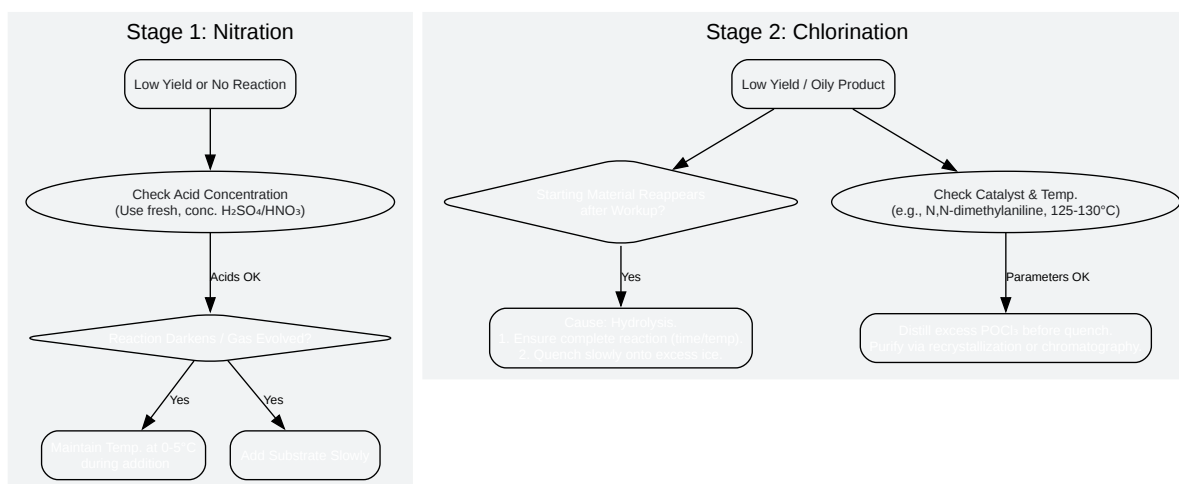 Stage 1: Nitration
Low Yield or No Reaction
Check Acid Concentration
(Use fresh, conc. H₂SO₄/HNO₃)
Acids OK
Reaction Darkens / Gas Evolved?
Yes
Yes
Maintain Temp. at 0-5°C
during addition.
Add Substrate Slowly
Stage 2: Chlorination
Low Yield / Oily Product
Starting Material Reappears
after Workup?
Yes
Cause: Hydrolysis.
1. Ensure complete reaction (time/temp).
2. Quench slowly onto excess ice.
Check Catalyst & Temp.
(e.g., N,N-dimethylaniline, 125-130°C)
Parameters OK
Distill excess POCl₃ before quench.
Purify via recrystallization or chromatography.